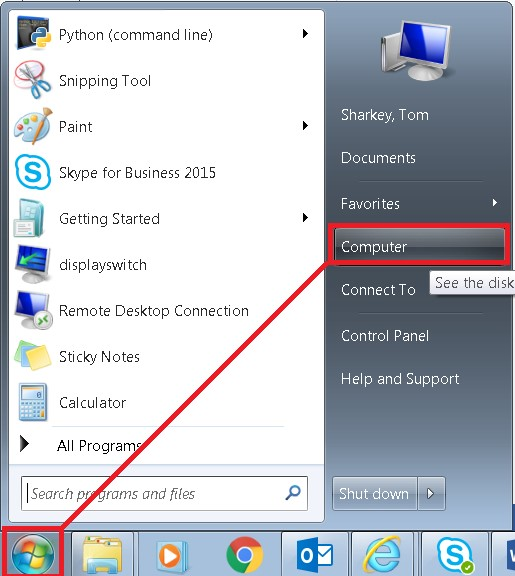 Python (command line)
Snipping Tool
Paint
Skype for Business 2015
Getting Started
displayswitch
Remote Desktop Connection
Sticky Notes
Calculator
All Programs
Search programs and files
Sharkey, Tom
Documents
Favorites
Computer
See the disk
Connect To
Control Panel
Help and Support
Shut down